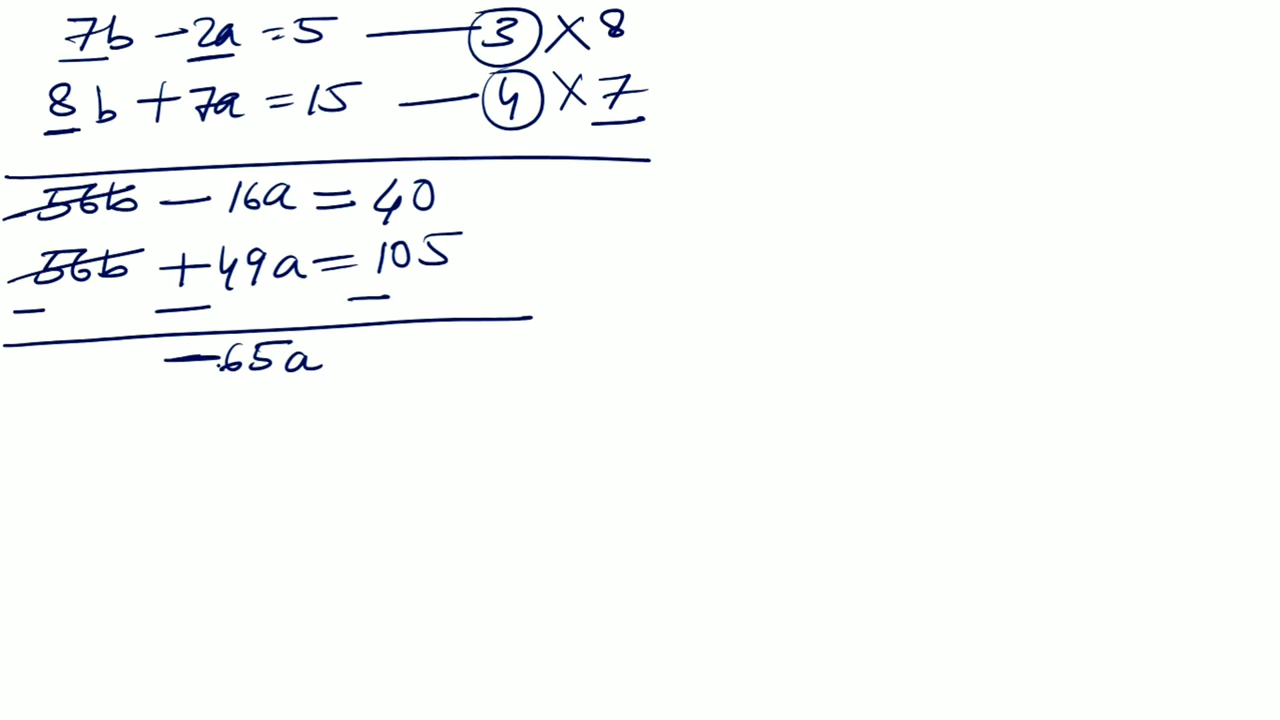 7b - 2a = 5 — ③ × 8
8b + 7a = 15 — ④ × 7
56b - 16a = 40
56b + 49a = 105
- - -
-65a